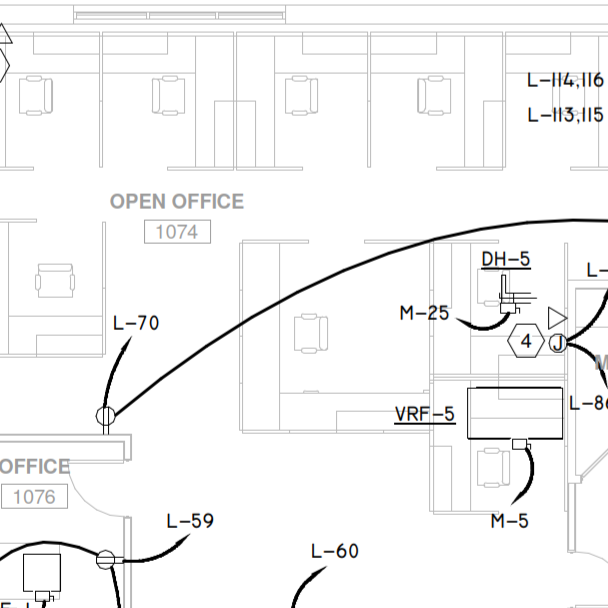 L-114,116
L-113,115
OPEN OFFICE
1074
DH-5
L-
L-70
M-25
4
J
VRF-5
L-86
OFFICE
1076
L-59
M-5
L-60